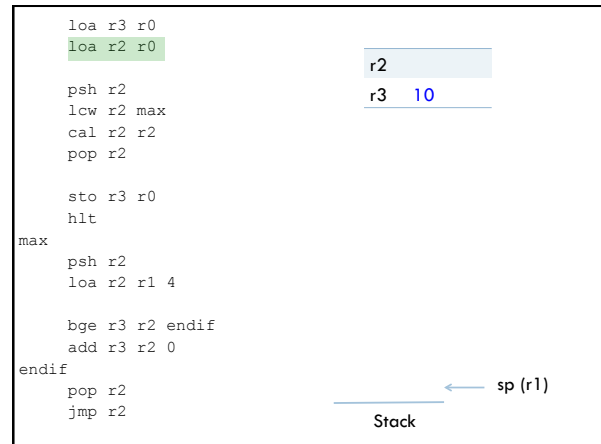 loa r3 r0
loa r2 r0
psh r2
lcw r2 max
cal r2 r2
pop r2
sto r3 r0
hlt
max
psh r2
loa r2 r1 4
bge r3 r2 endif
add r3 r2 0
endif
pop r2
jmp r2
r2
r3 10
sp (r1)
Stack